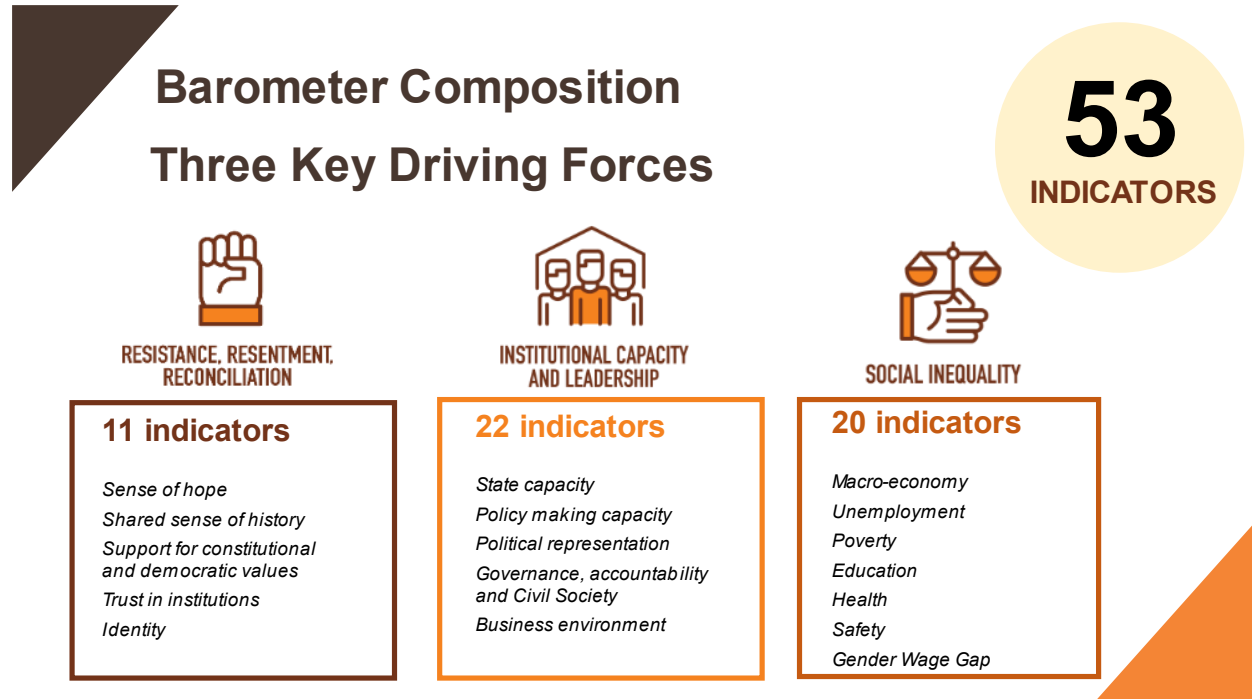 Barometer Composition
Three Key Driving Forces
53
INDICATORS
RESISTANCE, RESENTMENT,
RECONCILIATION
11 indicators
Sense of hope
Shared sense of history
Support for constitutional
and democratic values
Trust in institutions
Identity
INSTITUTIONAL CAPACITY
AND LEADERSHIP
22 indicators
State capacity
Policy making capacity
Political representation
Governance, accountability
and Civil Society
Business environment
SOCIAL INEQUALITY
20 indicators
Macro-economy
Unemployment
Poverty
Education
Health
Safety
Gender Wage Gap